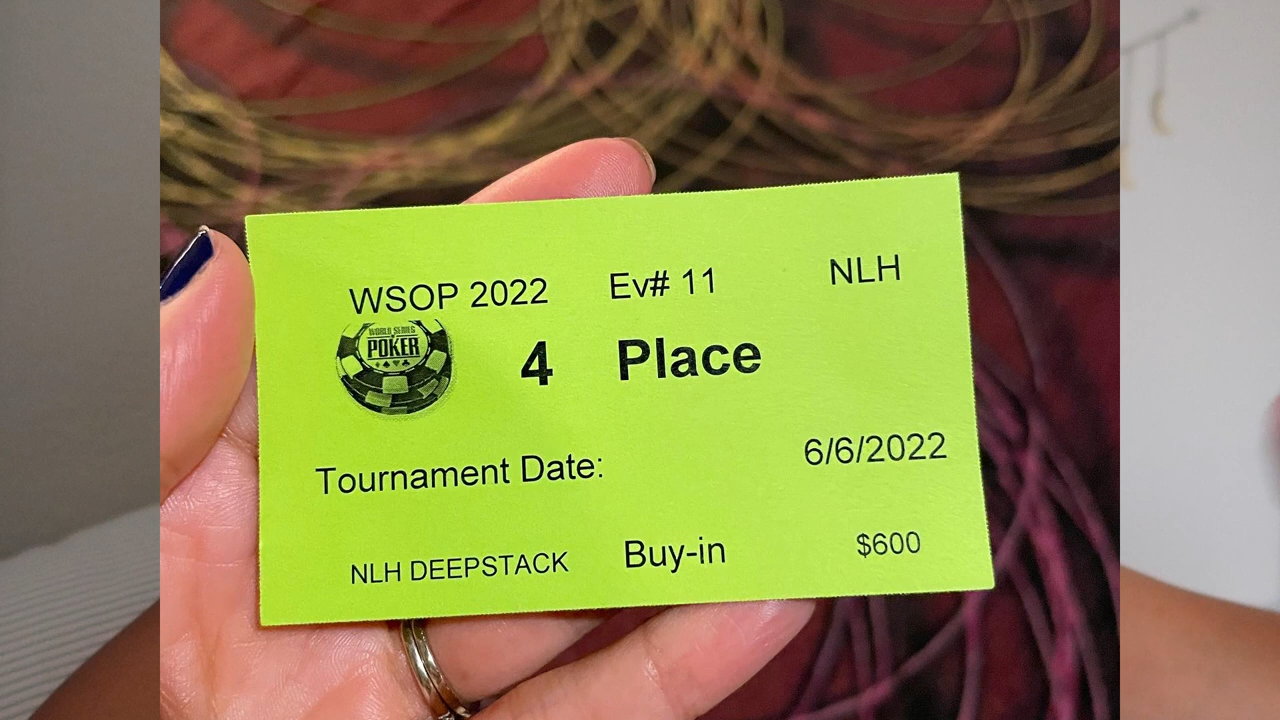 WSOP 2022 Ev# 11 NLH
WORLD SERIES
POKER
4 Place
Tournament Date: 6/6/2022
NLH DEEPSTACK Buy-in $600